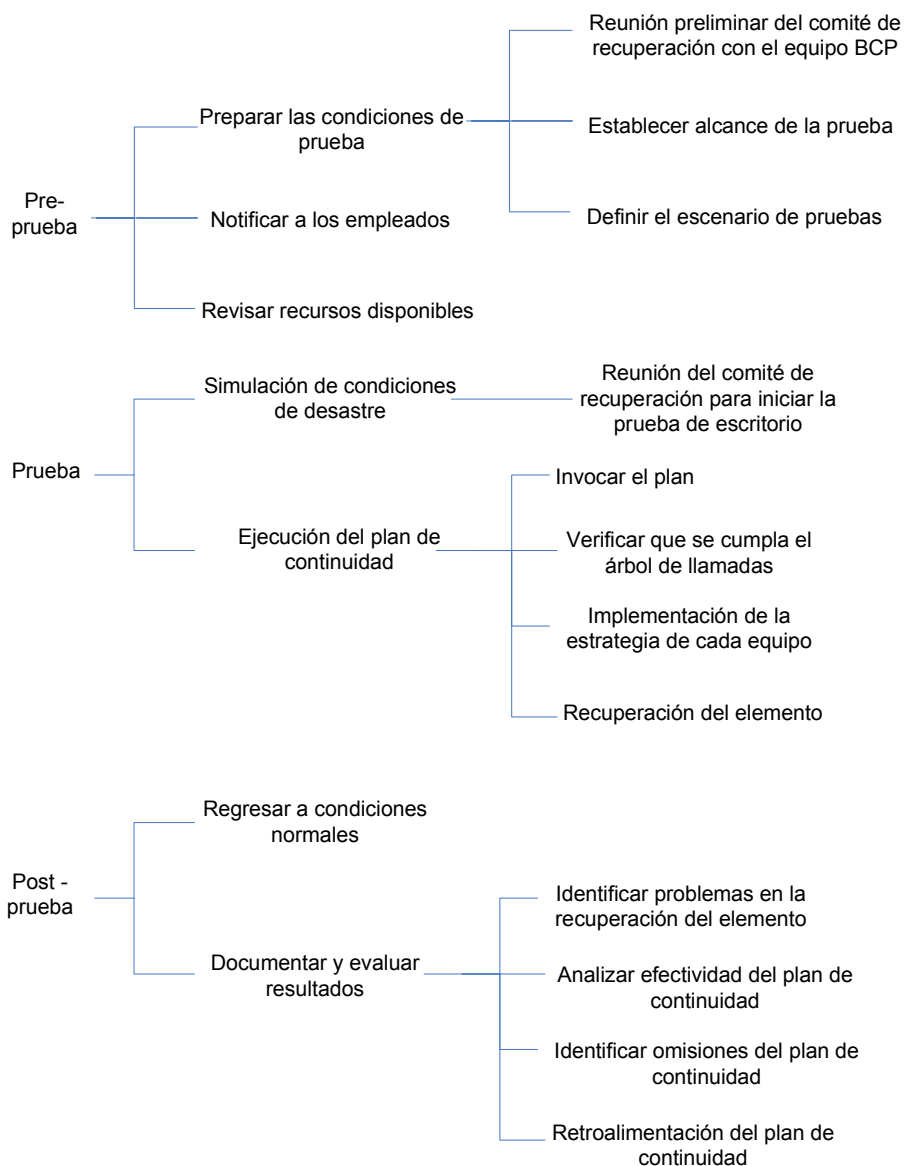 Pre-
prueba
Preparar las condiciones de
prueba
Reunión preliminar del comité de
recuperación con el equipo BCP
Establecer alcance de la prueba
Definir el escenario de pruebas
Notificar a los empleados
Revisar recursos disponibles
Prueba
Simulación de condiciones
de desastre
Reunión del comité de
recuperación para iniciar la
prueba de escritorio
Ejecución del plan de
continuidad
Invocar el plan
Verificar que se cumpla el
árbol de llamadas
Implementación de la
estrategia de cada equipo
Recuperación del elemento
Post -
prueba
Regresar a condiciones
normales
Documentar y evaluar
resultados
Identificar problemas en la
recuperación del elemento
Analizar efectividad del plan de
continuidad
Identificar omisiones del plan de
continuidad
Retroalimentación del plan de
continuidad